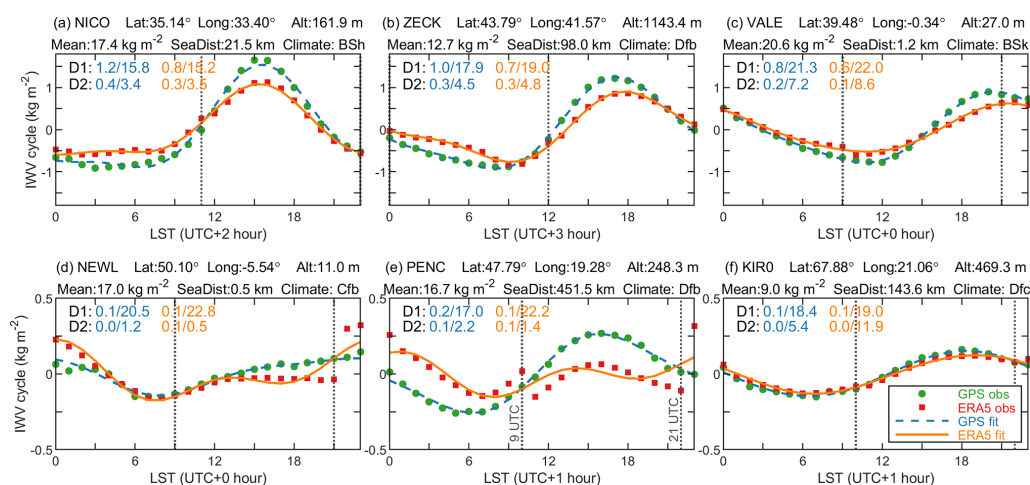 (a) NICO Lat:35.14° Long:33.40° Alt:161.9 m
Mean:17.4 kg m-2 SeaDist:21.5 km Climate: BSh
D1: 1.2/15.8 0.8/15.2
D2: 0.4/3.4 0.3/3.5
(b) ZECK Lat:43.79° Long:41.57° Alt:1143.4 m
Mean:12.7 kg m-2 SeaDist:98.0 km Climate: Dfb
D1: 1.0/17.9 0.7/19.0
D2: 0.3/4.5 0.3/4.8
(c) VALE Lat:39.48° Long:-0.34° Alt:27.0 m
Mean:20.6 kg m-2 SeaDist:1.2 km Climate: BSk
D1: 0.8/21.3 0.6/22.0
D2: 0.2/7.2 0.1/8.6
IWV cycle (kg m-2)
1
0
-1
0 6 12 18
LST (UTC+2 hour)
1
0
-1
0 6 12 18
LST (UTC+3 hour)
1
0
-1
0 6 12 18
LST (UTC+0 hour)
(d) NEWL Lat:50.10° Long:-5.54° Alt:11.0 m
Mean:17.0 kg m-2 SeaDist:0.5 km Climate: Cfb
D1: 0.1/20.5 0.1/22.8
D2: 0.0/1.2 0.1/0.5
(e) PENC Lat:47.79° Long:19.28° Alt:248.3 m
Mean:16.7 kg m-2 SeaDist:451.5 km Climate: Dfb
D1: 0.2/17.0 0.1/22.2
D2: 0.1/2.2 0.1/1.4
(f) KIR0 Lat:67.88° Long:21.06° Alt:469.3 m
Mean:9.0 kg m-2 SeaDist:143.6 km Climate: Dfc
D1: 0.1/18.4 0.1/19.0
D2: 0.0/5.4 0.0/11.9
IWV cycle (kg m-2)
0.5
0
-0.5
0 6 12 18
LST (UTC+0 hour)
0.5
0
-0.5
9 UTC
21 UTC
0 6 12 18
LST (UTC+1 hour)
0.5
0
-0.5
GPS obs
ERA5 obs
GPS fit
ERA5 fit
0 6 12 18
LST (UTC+1 hour)